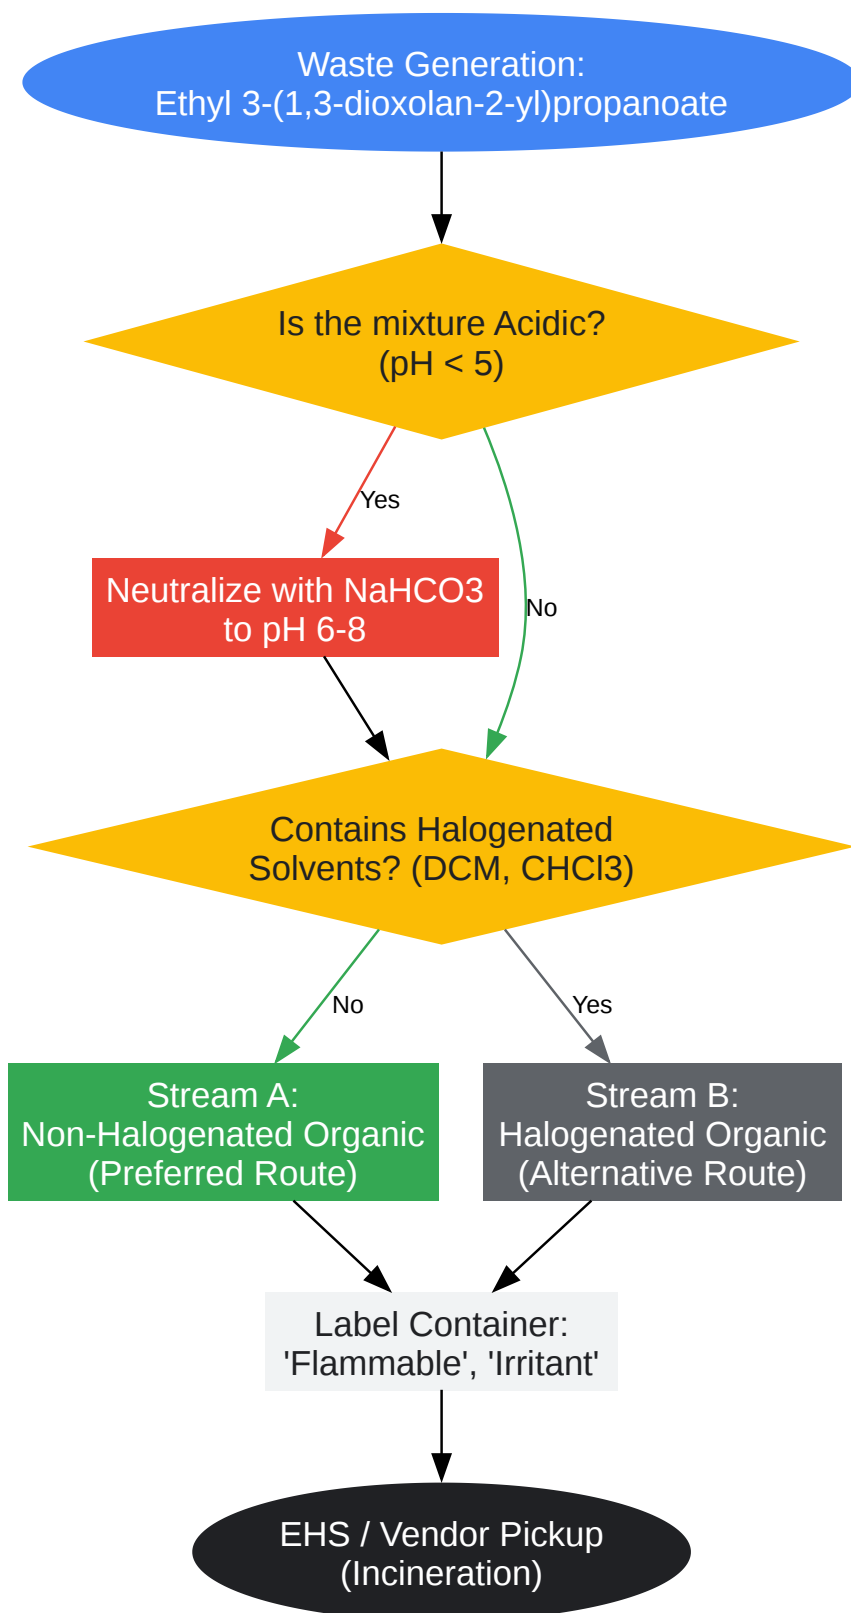 Waste Generation:
Ethyl 3-(1,3-dioxolan-2-yl)propanoate
Is the mixture Acidic?
(pH < 5)
Yes
Neutralize with NaHCO3
to pH 6-8
No
Contains Halogenated
Solvents? (DCM, CHCl3)
No
Yes
Stream A:
Non-Halogenated Organic
(Preferred Route)
Stream B:
Halogenated Organic
(Alternative Route)
Label Container:
'Flammable', 'Irritant'
EHS / Vendor Pickup
(Incineration)